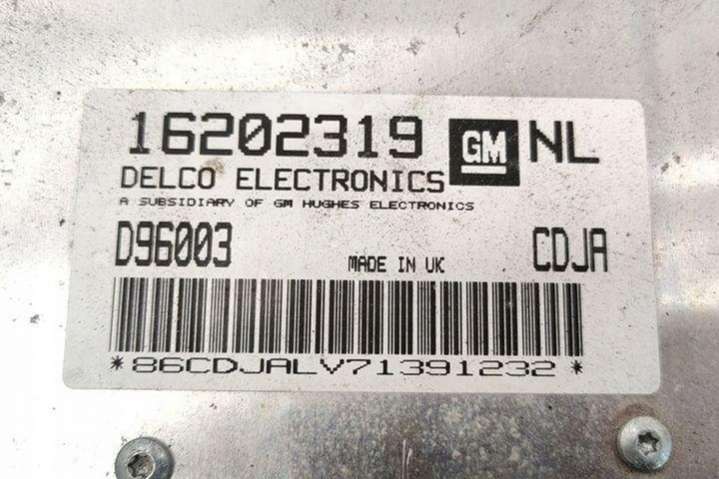 16202319 GM NL
DELCO ELECTRONICS
A SUBSIDIARY OF GM HUGHES ELECTRONICS
D96003 MADE IN UK CDJA
*86CDJALV71391232*